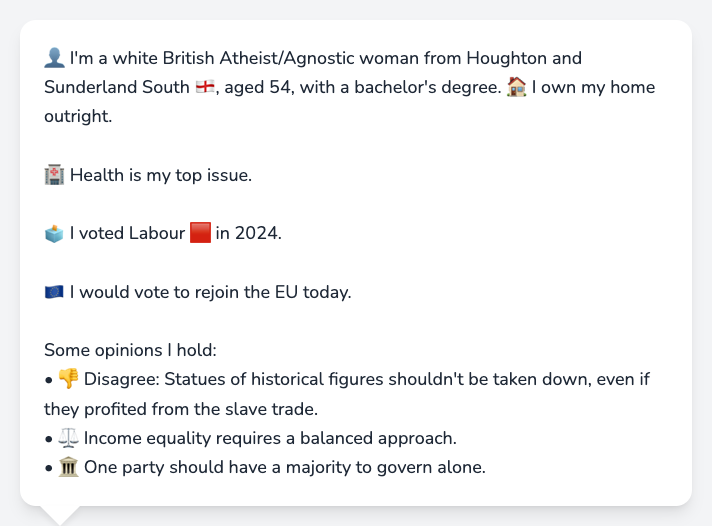 👤 I'm a white British Atheist/Agnostic woman from Houghton and
Sunderland South 🏴󠁧󠁢󠁥󠁮󠁧󠁿, aged 54, with a bachelor's degree. 🏠 I own my home
outright.
🏥 Health is my top issue.
🗳️ I voted Labour 🟥 in 2024.
🇪🇺 I would vote to rejoin the EU today.
Some opinions I hold:
• 👎 Disagree: Statues of historical figures shouldn't be taken down, even if
they profited from the slave trade.
• ⚖️ Income equality requires a balanced approach.
• 🏛️ One party should have a majority to govern alone.